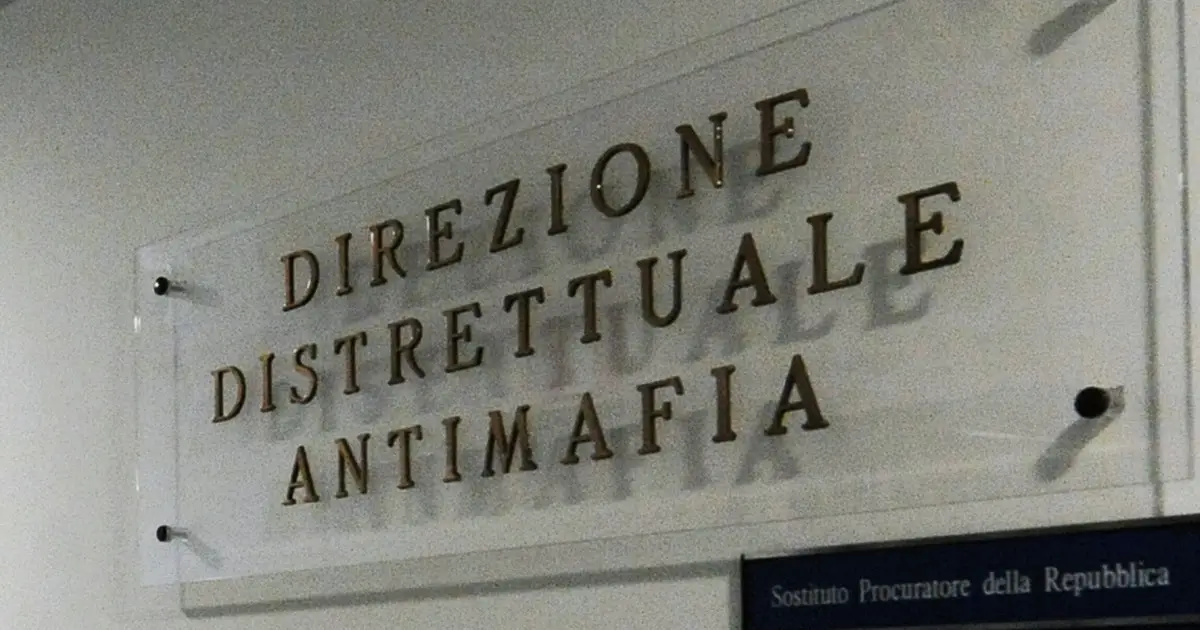 DIREZIONE
DISTRETTUALE
ANTIMAFIA
Sostituto Procuratore della Repubblica